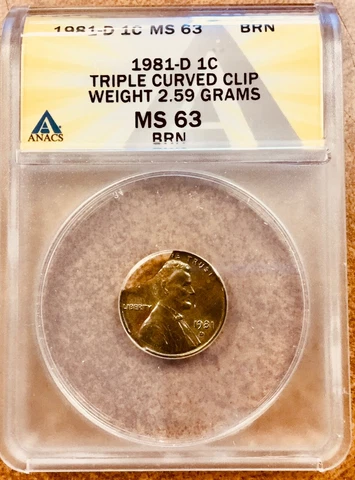 1981-D 1C MS 63 BRN
1981-D 1C
TRIPLE CURVED CLIP
WEIGHT 2.59 GRAMS
MS 63
BRN
ANACS
TRUST
LIBERTY
1981
D